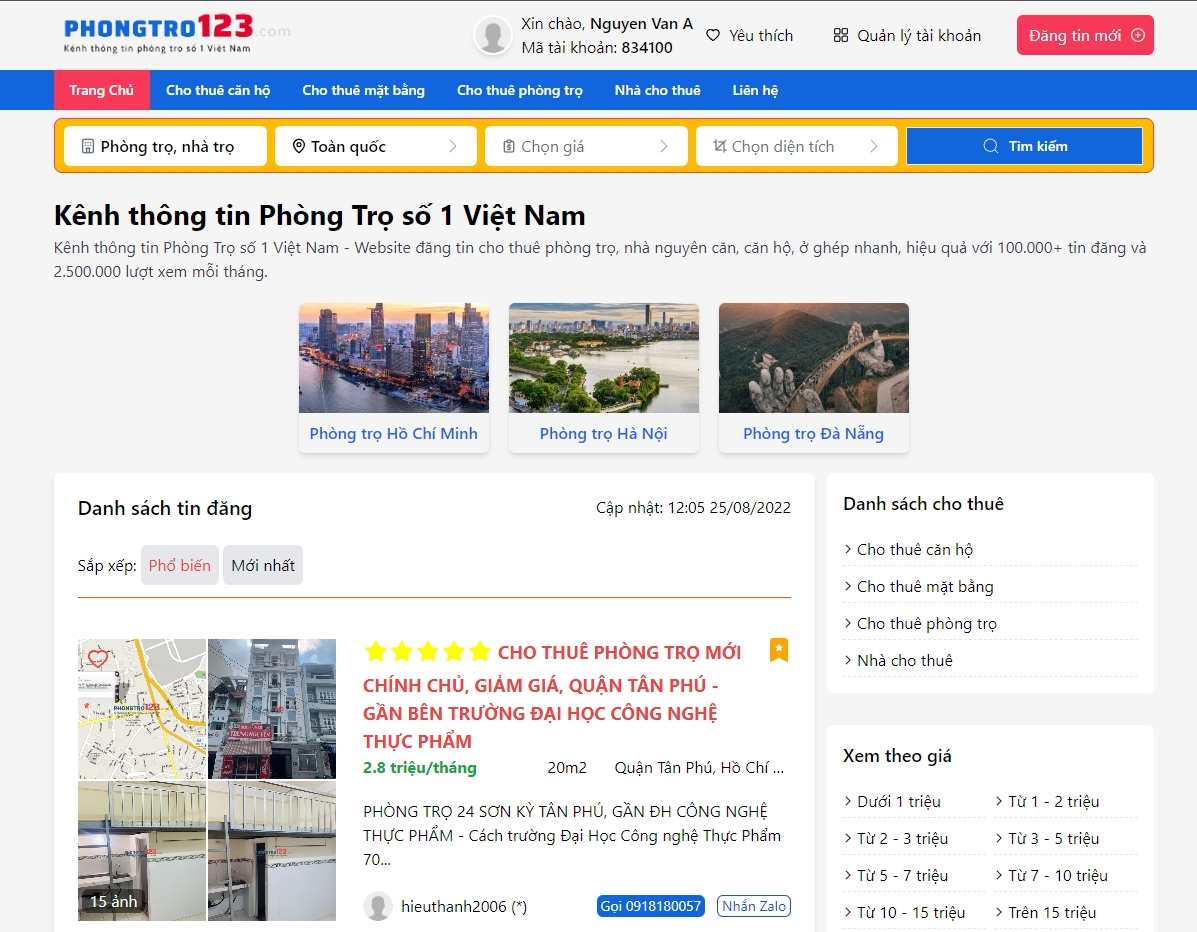 PHONGTRO123.com
Kênh thông tin phòng trọ số 1 Việt Nam
Xin chào, Nguyen Van A
Mã tài khoản: 834100
Yêu thích
Quản lý tài khoản
Đăng tin mới
Trang Chủ
Cho thuê căn hộ
Cho thuê mặt bằng
Cho thuê phòng trọ
Nhà cho thuê
Liên hệ
Phòng trọ, nhà trọ
Toàn quốc
Chọn giá
Chọn diện tích
Tìm kiếm
Kênh thông tin Phòng Trọ số 1 Việt Nam
Kênh thông tin Phòng Trọ số 1 Việt Nam - Website đăng tin cho thuê phòng trọ, nhà nguyên căn, căn hộ, ở ghép nhanh, hiệu quả với 100.000+ tin đăng và
2.500.000 lượt xem mỗi tháng.
Phòng trọ Hồ Chí Minh
Phòng trọ Hà Nội
Phòng trọ Đà Nẵng
Danh sách tin đăng
Cập nhật: 12:05 25/08/2022
Sắp xếp:
Phổ biến
Mới nhất
CHO THUÊ PHÒNG TRỌ MỚI
CHÍNH CHỦ, GIẢM GIÁ, QUẬN TÂN PHÚ -
GẦN BÊN TRƯỜNG ĐẠI HỌC CÔNG NGHỆ
THỰC PHẨM
2.8 triệu/tháng
20m2
Quận Tân Phú, Hồ Chí ...
PHÒNG TRỌ 24 SƠN KỲ TÂN PHÚ, GẦN ĐH CÔNG NGHỆ
THỰC PHẨM - Cách trường Đại Học Công nghệ Thực Phẩm
70...
15 ảnh
hieuthanh2006 (*)
Gọi 0918180057
Nhắn Zalo
Danh sách cho thuê
Cho thuê căn hộ
Cho thuê mặt bằng
Cho thuê phòng trọ
Nhà cho thuê
Xem theo giá
Dưới 1 triệu
Từ 1 - 2 triệu
Từ 2 - 3 triệu
Từ 3 - 5 triệu
Từ 5 - 7 triệu
Từ 7 - 10 triệu
Từ 10 - 15 triệu
Trên 15 triệu